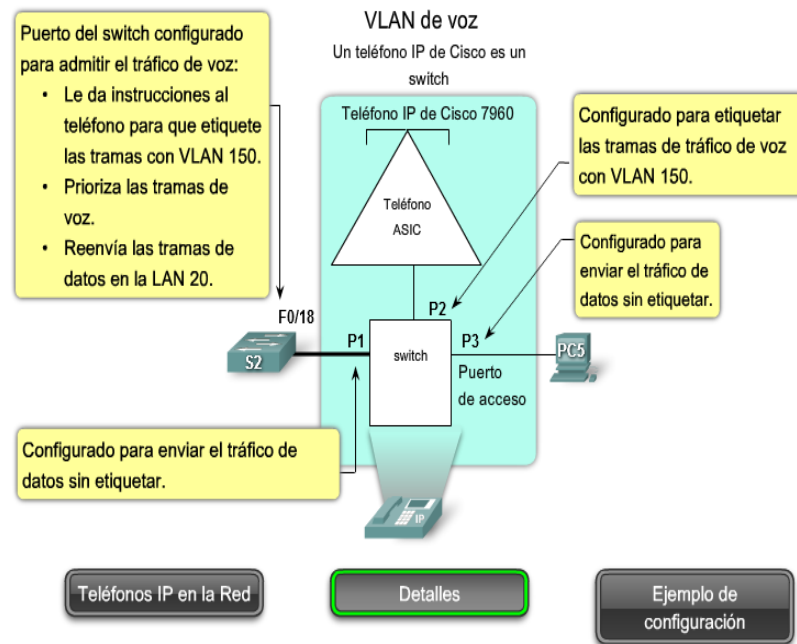 VLAN de voz
Un teléfono IP de Cisco es un
switch
Puerto del switch configurado
para admitir el tráfico de voz:
• Le da instrucciones al
teléfono para que etiquete
las tramas con VLAN 150.
• Prioriza las tramas de
voz.
• Reenvía las tramas de
datos en la LAN 20.
Teléfono IP de Cisco 7960
Teléfono
ASIC
Configurado para etiquetar
las tramas de tráfico de voz
con VLAN 150.
Configurado para
enviar el tráfico de
datos sin etiquetar.
F0/18
P2
P1
P3
switch
S2
PC5
Puerto
de acceso
Configurado para enviar el tráfico de
datos sin etiquetar.
IP
Teléfonos IP en la Red
Detalles
Ejemplo de
configuración